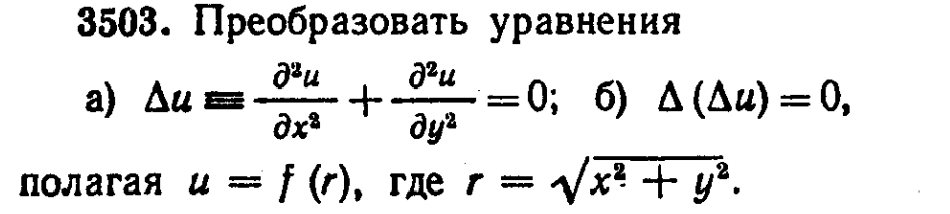 3503. Преобразовать уравнения
а) Δu ≡ ∂²u/∂x² + ∂²u/∂y² = 0; б) Δ (Δu) = 0,
полагая u = f (r), где r = √(x² + y²).